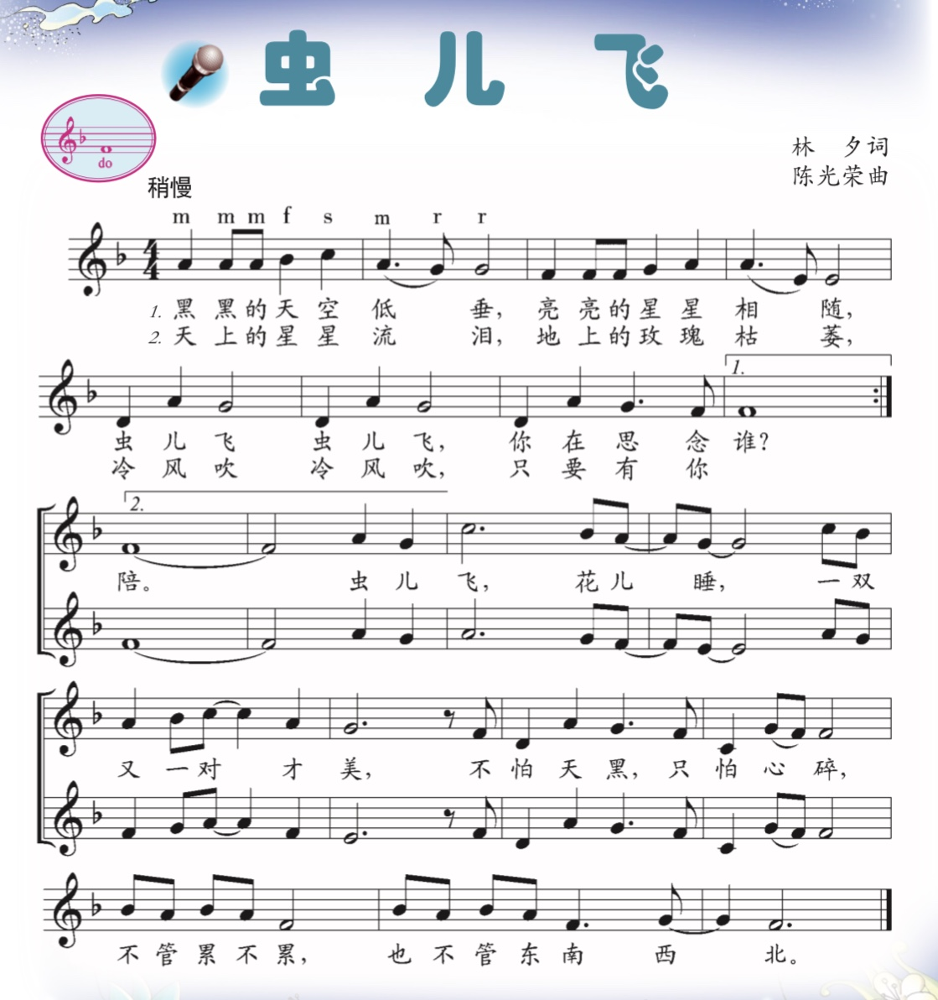 虫 儿 飞
do
林 夕 词
陈光荣 曲
稍慢
m m m f s m r r
4
4
1. 黑 黑 的 天 空 低 垂, 亮 亮 的 星 星 相 随,
2. 天 上 的 星 星 流 泪, 地 上 的 玫 瑰 枯 萎,
1.
虫 儿 飞 虫 儿 飞, 你 在 思 念 谁?
冷 风 吹 冷 风 吹, 只 要 有 你
2.
陪。 虫 儿 飞, 花 儿 睡, 一 双
又 一 对 才 美, 不 怕 天 黑, 只 怕 心 碎,
不 管 累 不 累, 也 不 管 东 南 西 北。